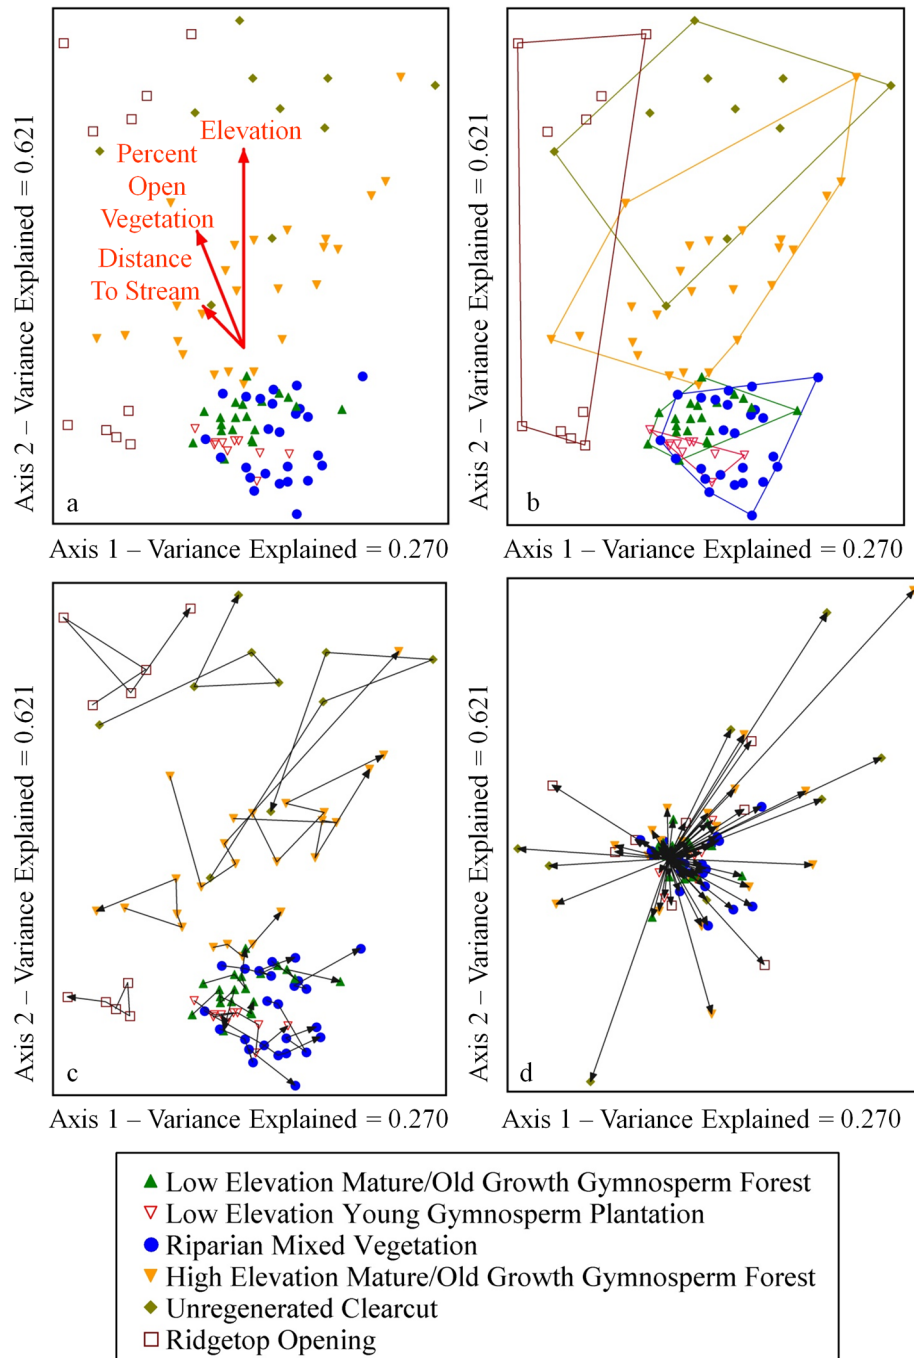 Axis 2 – Variance Explained = 0.621
Elevation
Percent
Open
Vegetation
Distance
To Stream
a
Axis 1 – Variance Explained = 0.270
Axis 2 – Variance Explained = 0.621
b
Axis 1 – Variance Explained = 0.270
Axis 2 – Variance Explained = 0.621
c
Axis 1 – Variance Explained = 0.270
Axis 2 – Variance Explained = 0.621
d
Axis 1 – Variance Explained = 0.270
Low Elevation Mature/Old Growth Gymnosperm Forest
Low Elevation Young Gymnosperm Plantation
Riparian Mixed Vegetation
High Elevation Mature/Old Growth Gymnosperm Forest
Unregenerated Clearcut
Ridgetop Opening